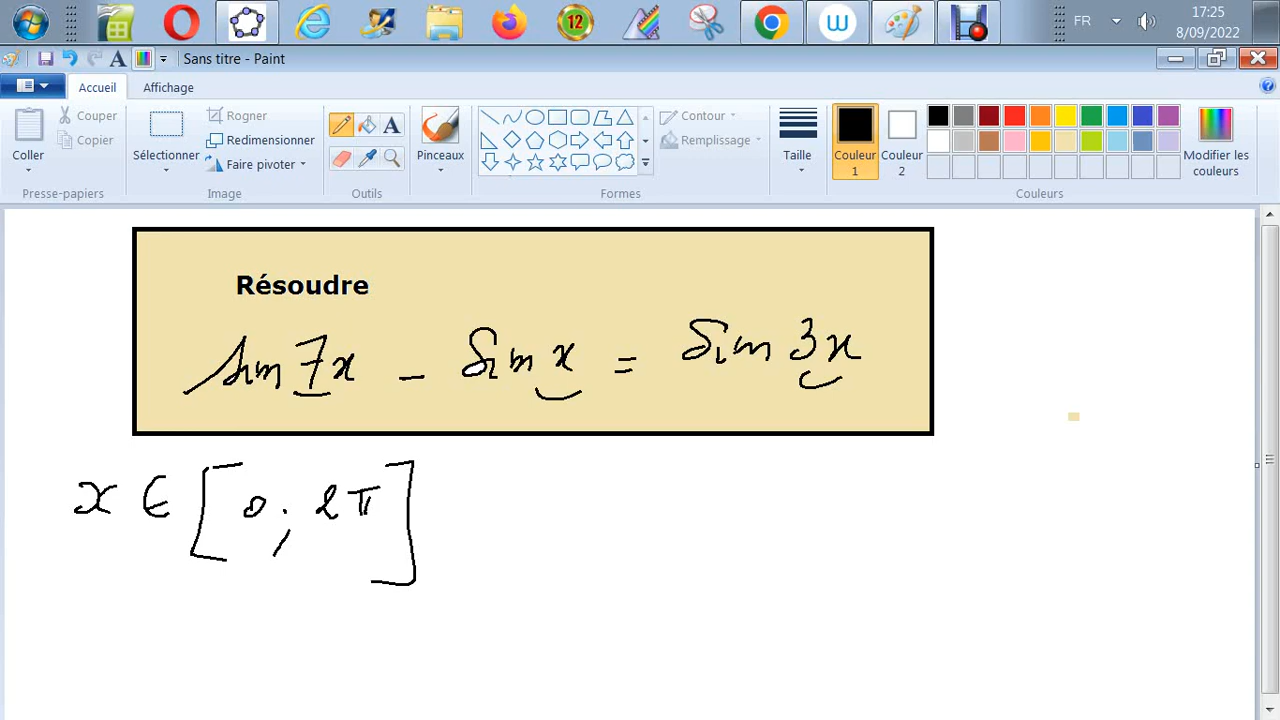 12
W
FR
17:25
8/09/2022
Sans titre - Paint
Accueil
Affichage
Coller
Couper
Copier
Presse-papiers
Sélectionner
Rogner
Redimensionner
Faire pivoter
Image
A
Outils
Pinceaux
Contour
Remplissage
Formes
Taille
Couleur 1
Couleur 2
Modifier les couleurs
Couleurs
Résoudre
sin 7x - sin x = sin 3x
x ∈ [0; 2π]